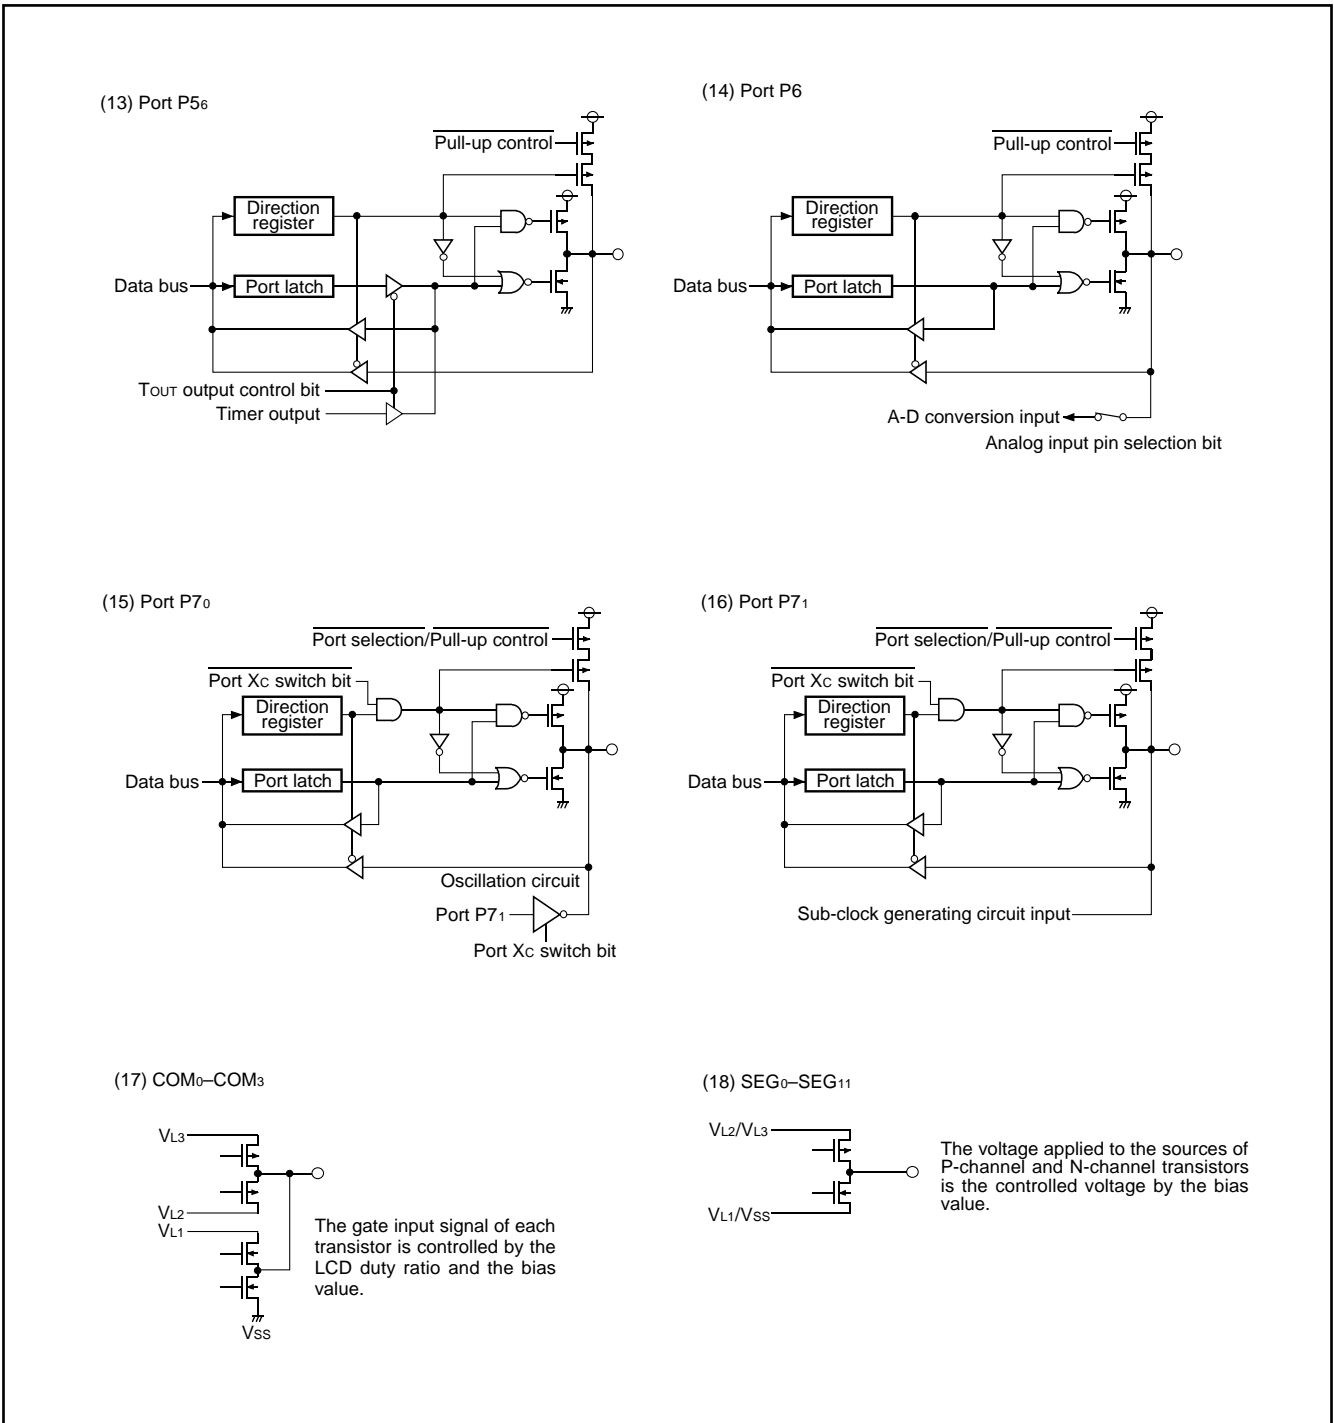 (13) Port P56
Pull-up control
Direction
register
Data bus
Port latch
TOUT output control bit
Timer output
(14) Port P6
Pull-up control
Direction
register
Data bus
Port latch
A-D conversion input
Analog input pin selection bit
(15) Port P70
Port selection/Pull-up control
Port XC switch bit
Direction
register
Data bus
Port latch
Oscillation circuit
Port P71
Port XC switch bit
(16) Port P71
Port selection/Pull-up control
Port XC switch bit
Direction
register
Data bus
Port latch
Sub-clock generating circuit input
(17) COM0–COM3
VL3
VL2
VL1
VSS
The gate input signal of each
transistor is controlled by the
LCD duty ratio and the bias
value.
(18) SEG0–SEG11
VL2/VL3
VL1/VSS
The voltage applied to the sources of
P-channel and N-channel transistors
is the controlled voltage by the bias
value.